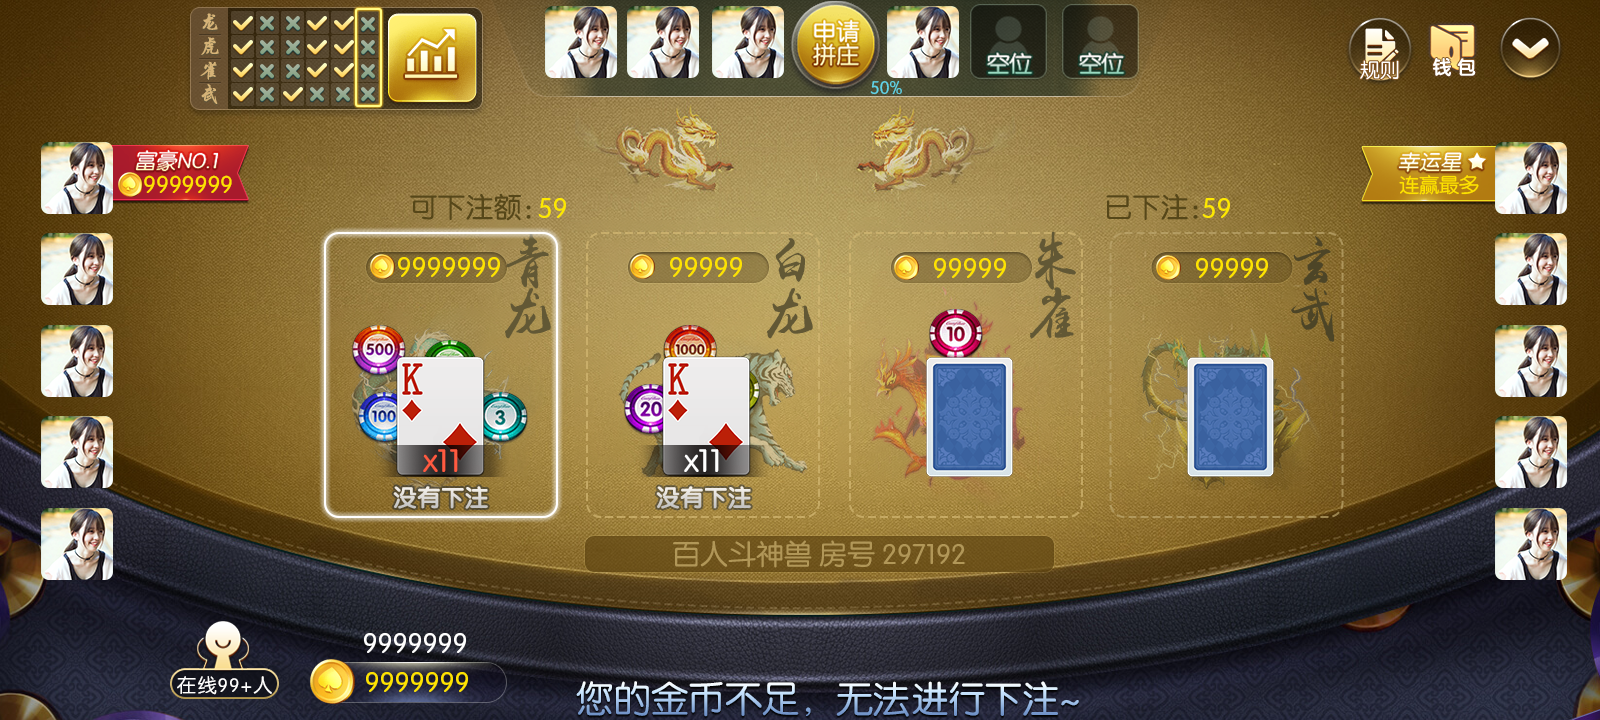 龙
虎
雀
武
申请
拼庄
50%
空位
空位
规则
钱包
富豪NO.1
9999999
幸运星
连赢最多
可下注额:59
已下注:59
9999999
青龙
99999
白龙
99999
朱雀
99999
玄武
500
100
3
K
x11
没有下注
1000
20
K
x11
没有下注
10
百人斗神兽 房号 297192
在线99+人
9999999
9999999
您的金币不足，无法进行下注~